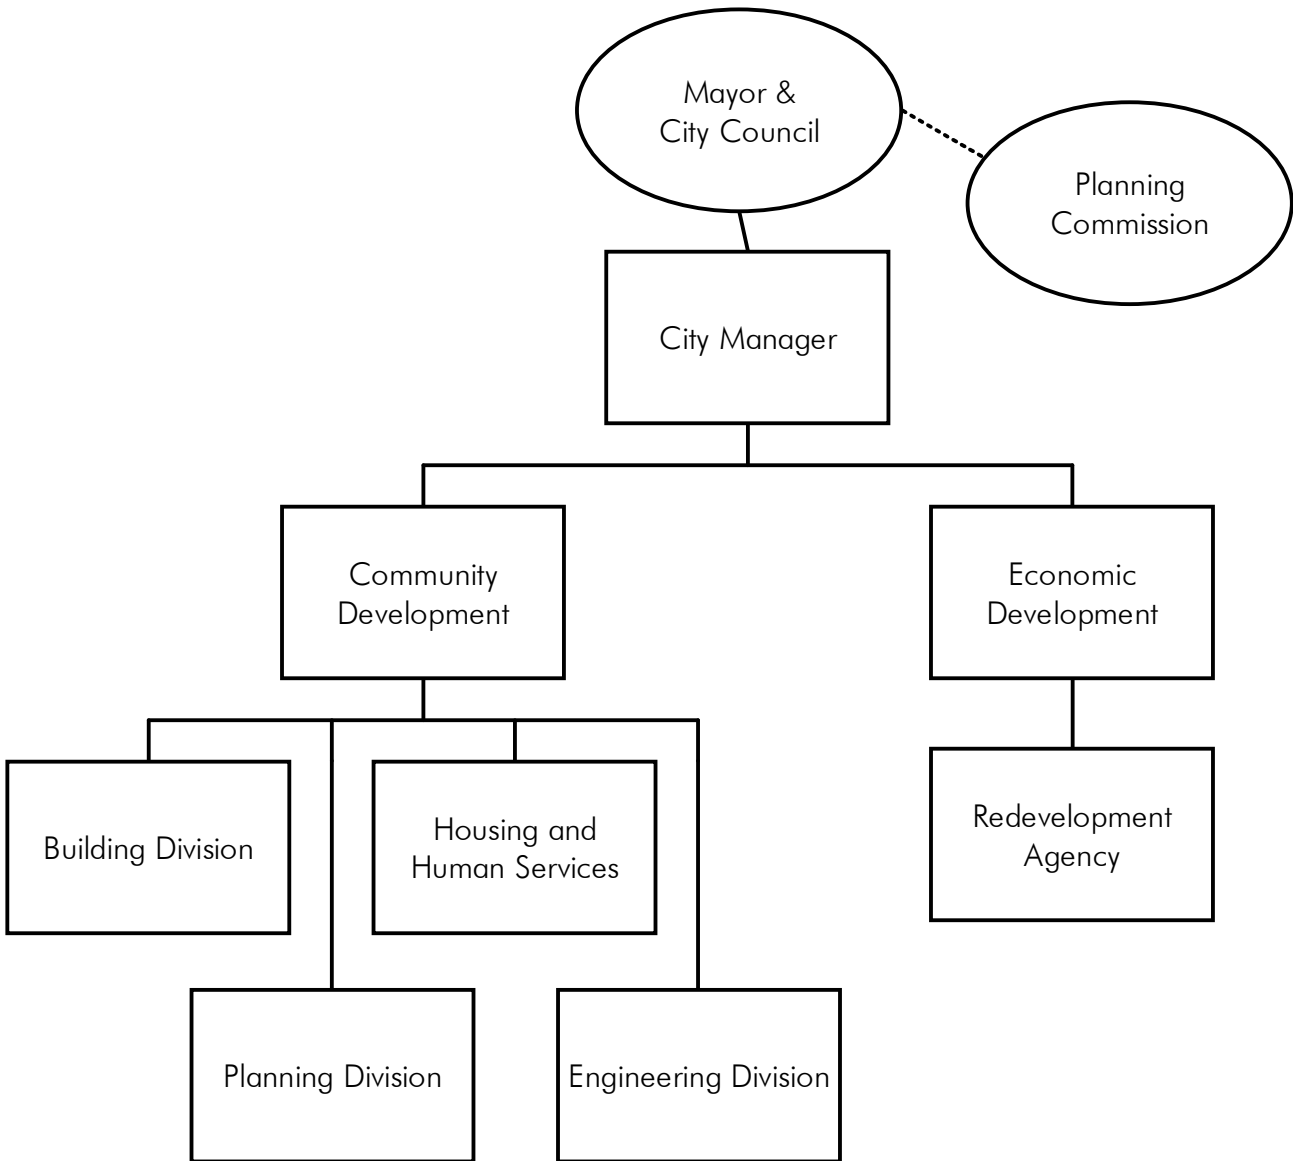 Mayor &
City Council
Planning
Commission
City Manager
Community
Development
Economic
Development
Building Division
Housing and
Human Services
Redevelopment
Agency
Planning Division
Engineering Division